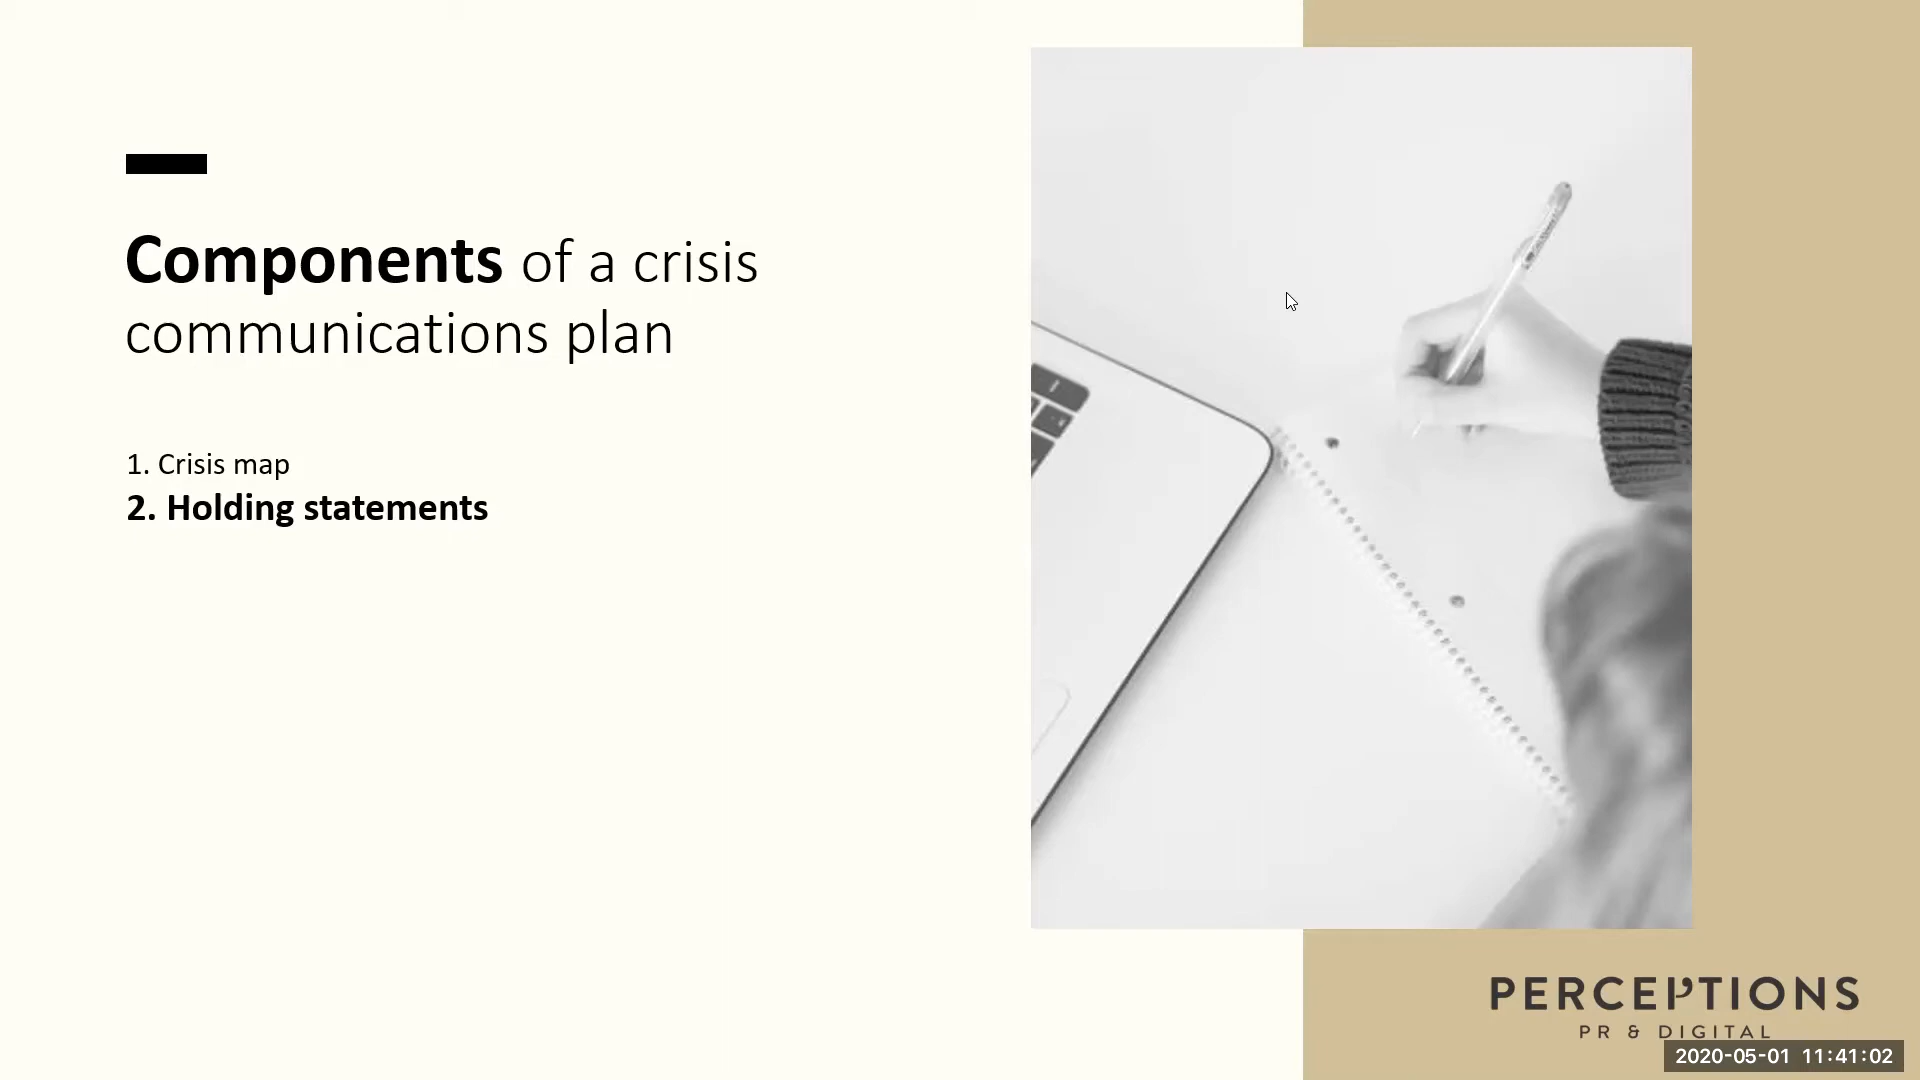 Components of a crisis
communications plan
1. Crisis map
2. Holding statements
PERCEPTIONS
PR & DIGITAL
2020-05-01 11:41:02